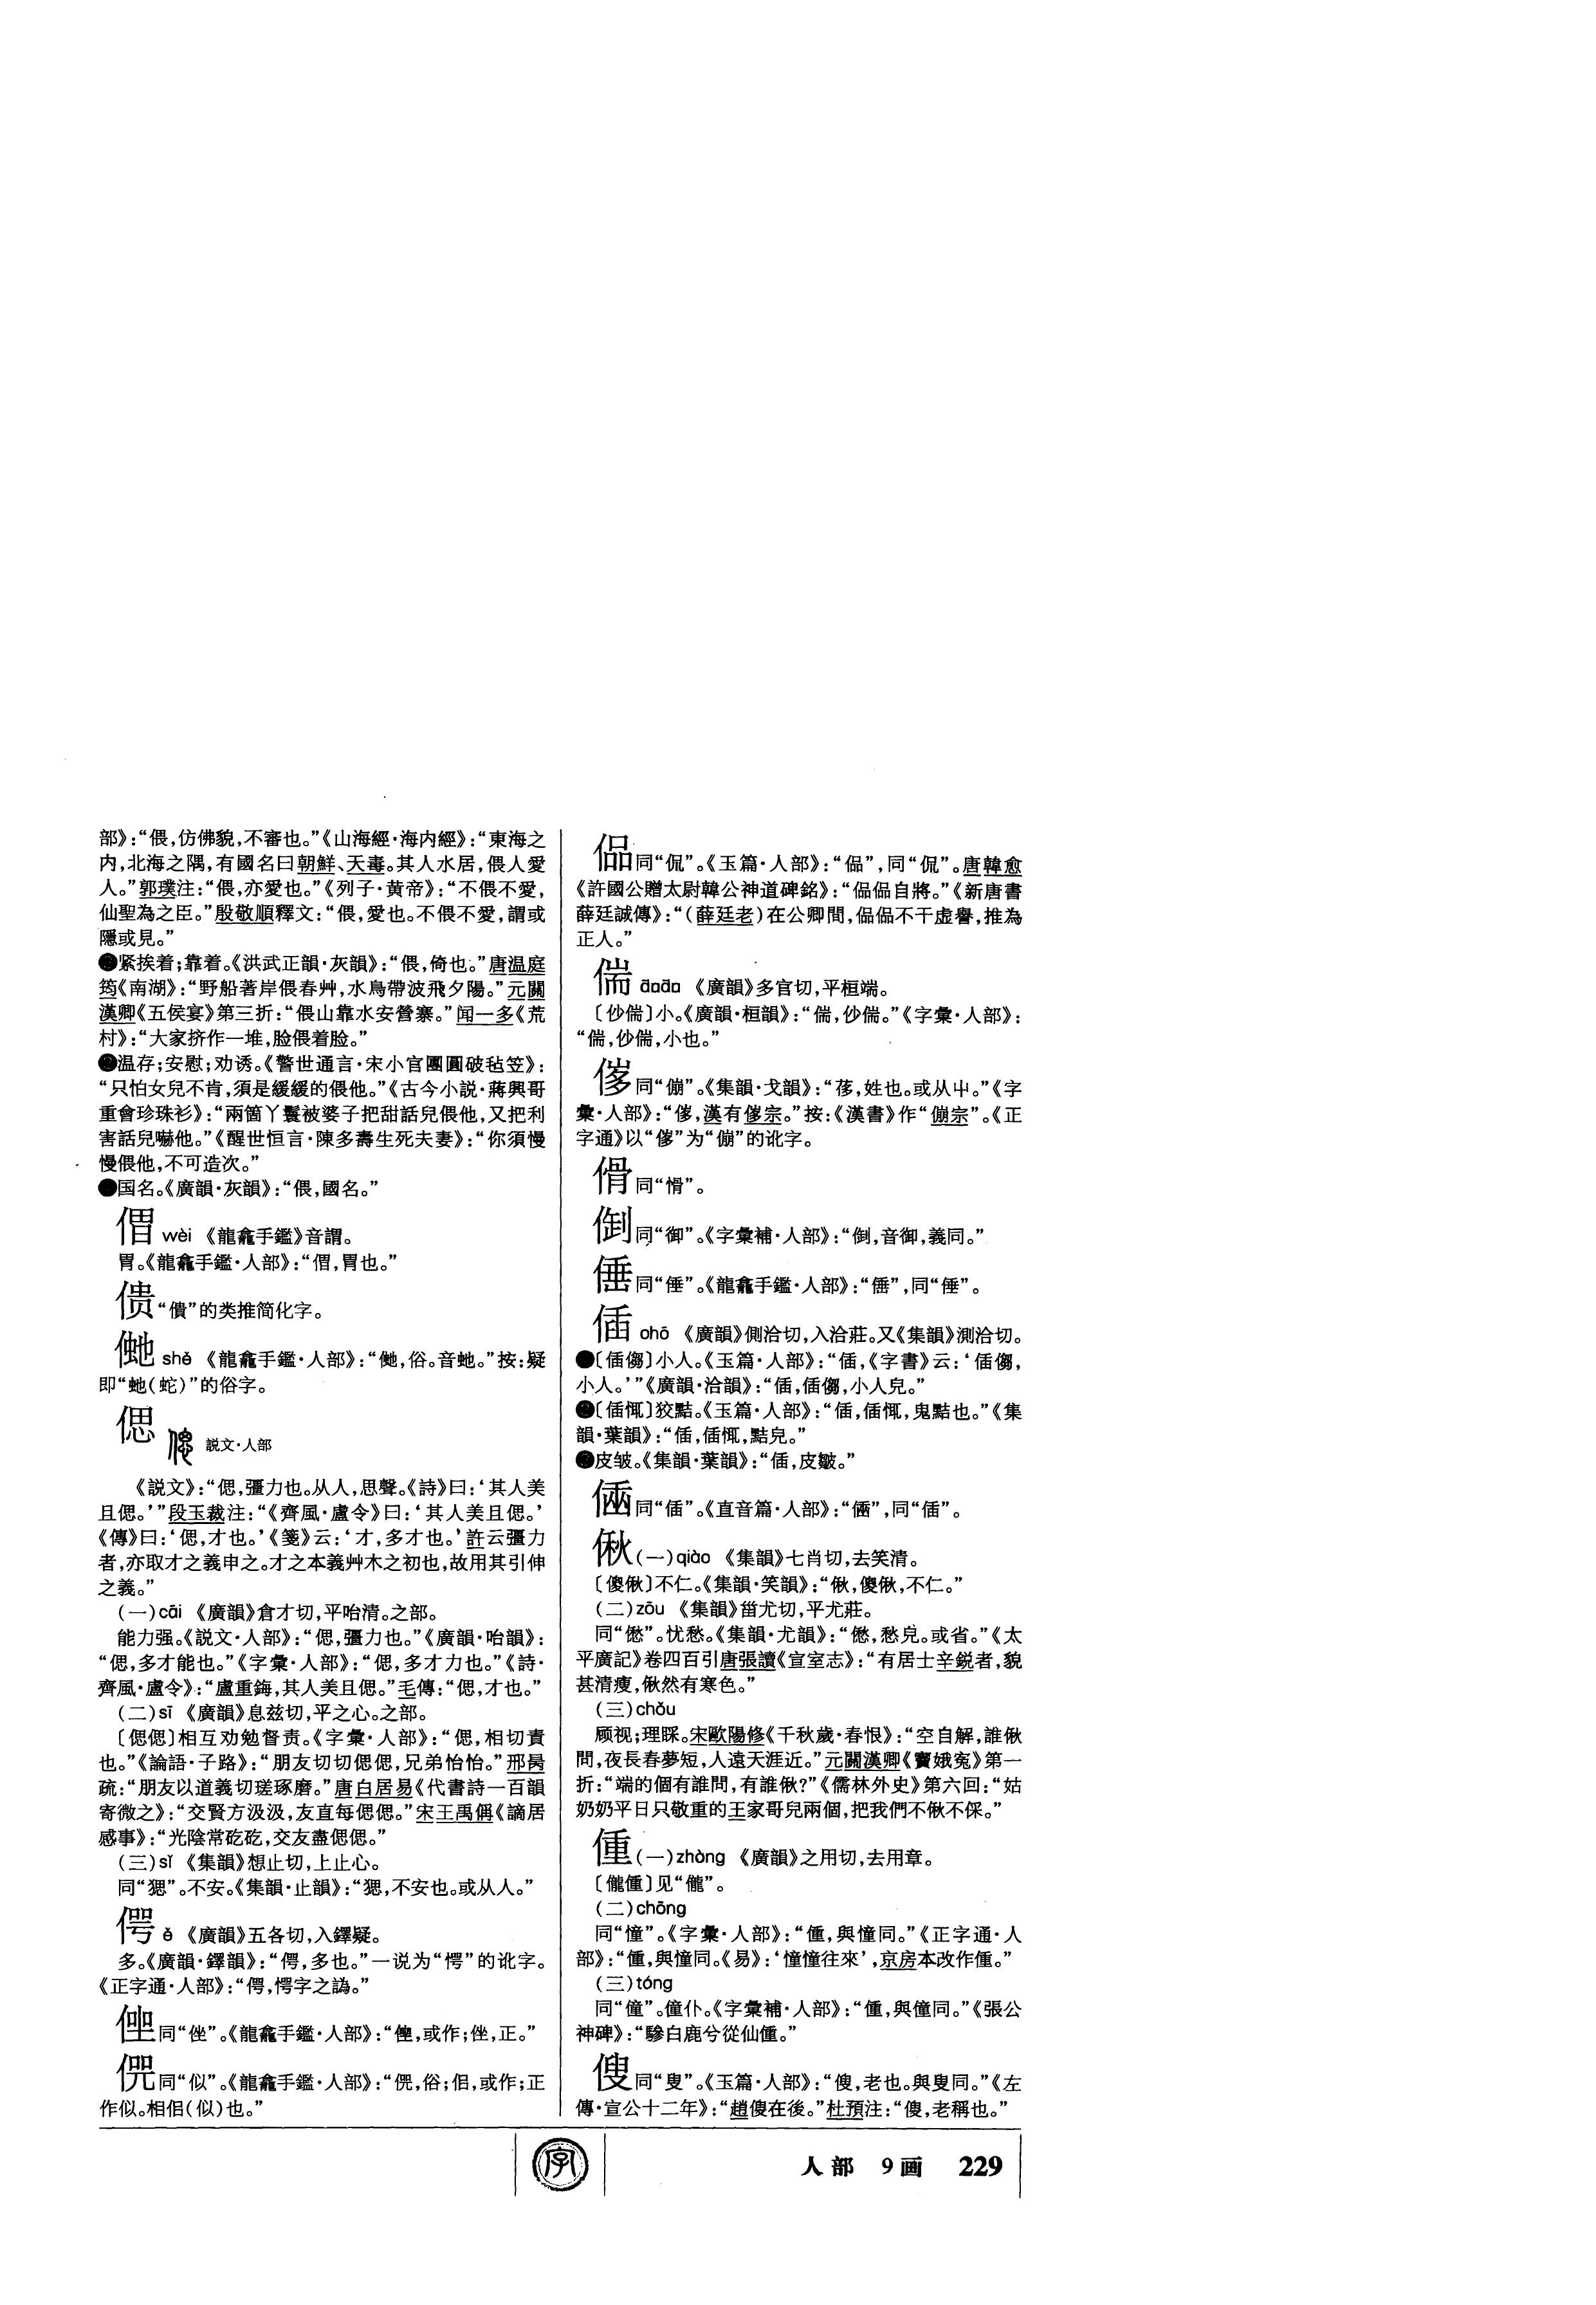 部》：“偎，仿佛貌，不審也。”《山海經·海内經》：“東海之
内，北海之隅，有國名曰朝鮮、天毒。其人水居，偎人愛
人。”郭璞注：“偎，亦愛也。”《列子·黄帝》：“不偎不愛，
仙聖為之臣。”殷敬順釋文：“偎，愛也。不偎不愛，謂或
隱或見。”
紧挨着；靠着。《洪武正韻·灰韻》：“偎，倚也。”唐温庭
筠《南湖》：“野船著岸偎春艸，水鳥帶波飛夕陽。”元關
漢卿《五侯宴》第三折：“偎山靠水安營寨。”闻一多《荒
村》：“大家挤作一堆，脸偎着脸。”
温存；安慰；劝诱。《警世通言·宋小官團圓破毡笠》：
“只怕女兒不肯，須是緩緩的偎他。”《古今小説·蔣興哥
重會珍珠衫》：“兩箇丫鬟被婆子把甜話兒偎他，又把利
害話兒嚇他。”《醒世恒言·陳多壽生死夫妻》：“你須慢
慢偎他，不可造次。”
国名。《廣韻·灰韻》：“偎，國名。”
媦 wèi 《龍龕手鑑》音謂。
胃。《龍龕手鑑·人部》：“，胃也。”
“僓”的类推简化字。
shě 《龍龕手鑑·人部》：“，俗。音虵。”按：疑
即“虵（蛇）”的俗字。
偲 説文·人部
《説文》：“偲，彊力也。从人，思聲。《詩》曰：‘其人美
且偲。’”段玉裁注：“《齊風·盧令》曰：‘其人美且偲。’
《傳》曰：‘偲，才也。’《箋》云：‘才，多才也。’許云彊力
者，亦取才之義申之。才之本義艸木之初也，故用其引伸
之義。”
（一）cāi 《廣韻》倉才切，平咍清。之部。
能力强。《説文·人部》：“偲，彊力也。”《廣韻·咍韻》：
“偲，多才能也。”《字彙·人部》：“偲，多才力也。”《詩·
齊風·盧令》：“盧重鋂，其人美且偲。”毛傳：“偲，才也。”
（二）sī 《廣韻》息兹切，平之心。之部。
〔偲偲〕相互劝勉督责。《字彙·人部》：“偲，相切責
也。”《論語·子路》：“朋友切切偲偲，兄弟怡怡。”邢昺
疏：“朋友以道義切瑳琢磨。”唐白居易《代書詩一百韻
寄微之》：“交賢方汲汲，友直每偲偲。”宋王禹偁《謫居
感事》：“光陰常矻矻，交友盡偲偲。”
（三）sǐ 《集韻》想止切，上止心。
同“㺇”。不安。《集韻·止韻》：“㺇，不安也。或从人。”
偔 è 《廣韻》五各切，入鐸疑。
多。《廣韻·鐸韻》：“偔，多也。”一说为“愕”的讹字。
《正字通·人部》：“偔，愕字之譌。”
同“㘸”。《龍龕手鑑·人部》：“，或作；，正。”
同“似”。《龍龕手鑑·人部》：“，俗；佀，或作；正
作似。相佀（似）也。”
偘同“侃”。《玉篇·人部》：“偘”，同“侃”。唐韓愈
《許國公贈太尉韓公神道碑銘》：“偘偘自將。”《新唐書
薛廷誠傳》：“（薛廷老）在公卿間，偘偘不干虚譽，推為
正人。”
偳 duān 《廣韻》多官切，平桓端。
〔仯偳〕小。《廣韻·桓韻》：“偳，仯偳。”《字彙·人部》：
“偳，仯偳，小也。”
同“傰”。《集韻·戈韻》：“，姓也。或从屮。”《字
彙·人部》：“，漢有宗。”按：《漢書》作“傰宗”。《正
字通》以“”为“傰”的讹字。
同“㥿”。
同“御”。《字彙補·人部》：“，音御，義同。”
同“倕”。《龍龕手鑑·人部》：“”，同“倕”。
偛 chā 《廣韻》側洽切，入洽莊。又《集韻》測洽切。
〔偛㑳〕小人。《玉篇·人部》：“偛，《字書》云：‘偛㑳，
小人。’”《廣韻·洽韻》：“偛，偛㑳，小人皃。”
〔偛㤴〕狡黠。《玉篇·人部》：“偛，偛㤴，鬼黠也。”《集
韻·葉韻》：“偛，偛㤴，黠皃。”
皮皱。《集韻·葉韻》：“偛，皮皺。”
同“偛”。《直音篇·人部》：“”，同“偛”。
偢（一）qiào 《集韻》七肖切，去笑清。
〔傻偢〕不仁。《集韻·笑韻》：“偢，傻偢，不仁。”
（二）zōu 《集韻》甾尤切，平尤莊。
同“僽”。忧愁。《集韻·尤韻》：“僽，愁皃。或省。”《太
平廣記》卷四百引唐張讀《宣室志》：“有居士辛鋭者，貌
甚清瘦，偢然有寒色。”
（三）chǒu
顾视；理睬。宋歐陽修《千秋歲·春恨》：“空自解，誰偢
問，夜長春夢短，人遠天涯近。”元關漢卿《竇娥寃》第一
折：“端的個有誰問，有誰偢？”《儒林外史》第六回：“姑
奶奶平日只敬重的王家哥兒兩個，把我們不偢不倸。”
偅（一）zhòng 《廣韻》之用切，去用章。
〔儱偅〕见“儱”。
（二）chōng
同“憧”。《字彙·人部》：“偅，與憧同。”《正字通·人
部》：“偅，與憧同。《易》：‘憧憧往來’，京房本改作偅。”
（三）tóng
同“僮”。僮仆。《字彙補·人部》：“偅，與僮同。”《張公
神碑》：“驂白鹿兮從仙偅。”
傁同“叟”。《玉篇·人部》：“傁，老也。與叟同。”《左
傳·宣公十二年》：“趙傁在後。”杜預注：“傁，老稱也。”
字 人部 9画 229